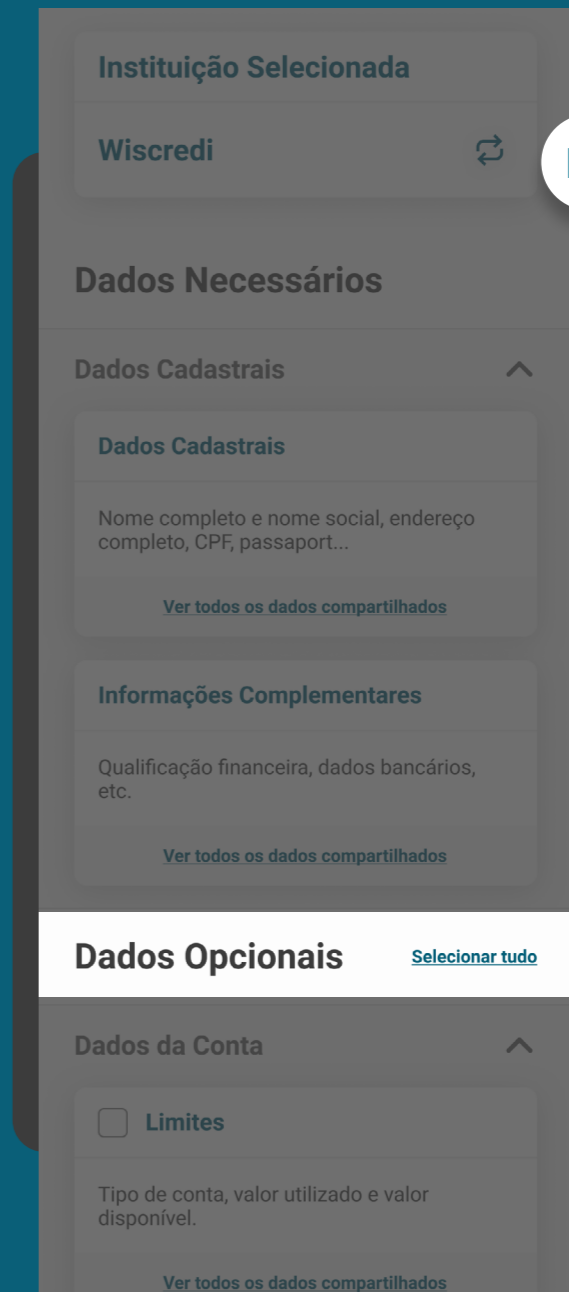 Instituição Selecionada
Wiscredi
Dados Necessários
Dados Cadastrais
Dados Cadastrais
Nome completo e nome social, endereço
completo, CPF, passaport...
Ver todos os dados compartilhados
Informações Complementares
Qualificação financeira, dados bancários,
etc.
Ver todos os dados compartilhados
Dados Opcionais
Selecionar tudo
Dados da Conta
Limites
Tipo de conta, valor utilizado e valor
disponível.
Ver todos os dados compartilhados